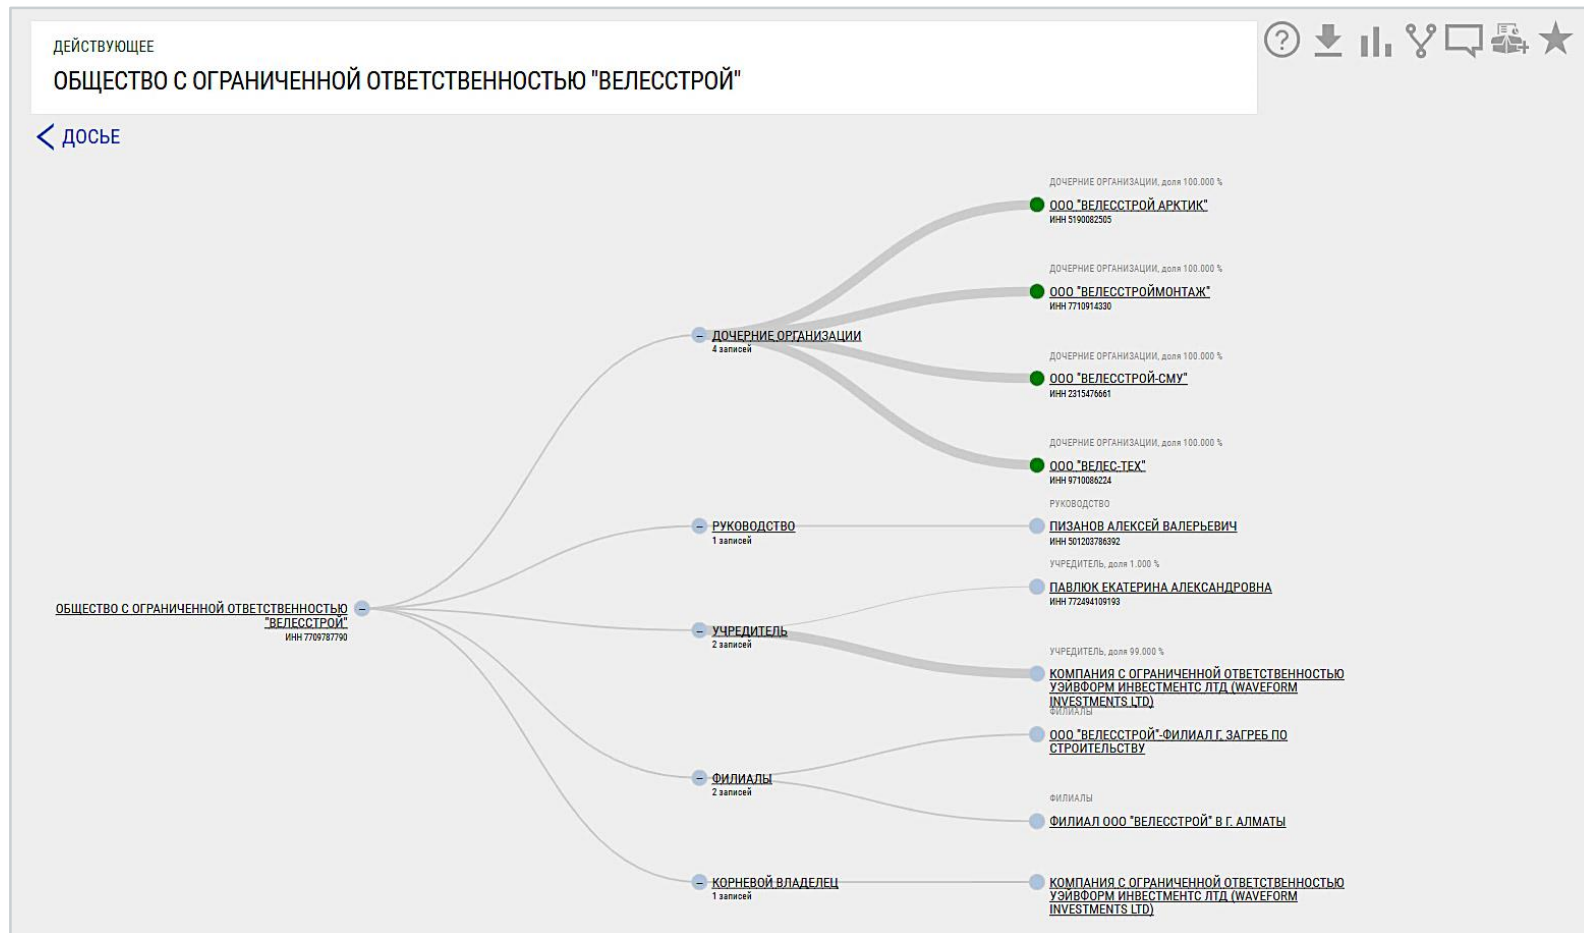 ДЕЙСТВУЮЩЕЕ
ОБЩЕСТВО С ОГРАНИЧЕННОЙ ОТВЕТСТВЕННОСТЬЮ "ВЕЛЕССТРОЙ"
ДОСЬЕ
ДОЧЕРНИЕ ОРГАНИЗАЦИИ, доля 100.000 %
ООО "ВЕЛЕССТРОЙ АРКТИК"
ИНН 5190082505
ДОЧЕРНИЕ ОРГАНИЗАЦИИ, доля 100.000 %
ООО "ВЕЛЕССТРОЙМОНТАЖ"
ИНН 7710914330
ДОЧЕРНИЕ ОРГАНИЗАЦИИ
4 записей
ДОЧЕРНИЕ ОРГАНИЗАЦИИ, доля 100.000 %
ООО "ВЕЛЕССТРОЙ-СМУ"
ИНН 2315476661
ДОЧЕРНИЕ ОРГАНИЗАЦИИ, доля 100.000 %
ООО "ВЕЛЕС-ТЕХ"
ИНН 9710086224
РУКОВОДСТВО
1 записей
РУКОВОДСТВО
ПИЗАНОВ АЛЕКСЕЙ ВАЛЕРЬЕВИЧ
ИНН 501203786392
УЧРЕДИТЕЛЬ, доля 1.000 %
ПАВЛЮК ЕКАТЕРИНА АЛЕКСАНДРОВНА
ИНН 772494109193
ОБЩЕСТВО С ОГРАНИЧЕННОЙ ОТВЕТСТВЕННОСТЬЮ
"ВЕЛЕССТРОЙ"
ИНН 7709787790
УЧРЕДИТЕЛЬ
2 записей
УЧРЕДИТЕЛЬ, доля 99.000 %
КОМПАНИЯ С ОГРАНИЧЕННОЙ ОТВЕТСТВЕННОСТЬЮ
УЭЙВФОРМ ИНВЕСТМЕНТС ЛТД (WAVEFORM
INVESTMENTS LTD)
ФИЛИАЛЫ
ООО "ВЕЛЕССТРОЙ"-ФИЛИАЛ Г. ЗАГРЕБ ПО
СТРОИТЕЛЬСТВУ
ФИЛИАЛЫ
2 записей
ФИЛИАЛЫ
ФИЛИАЛ ООО "ВЕЛЕССТРОЙ" В Г. АЛМАТЫ
КОРНЕВОЙ ВЛАДЕЛЕЦ
1 записей
КОМПАНИЯ С ОГРАНИЧЕННОЙ ОТВЕТСТВЕННОСТЬЮ
УЭЙВФОРМ ИНВЕСТМЕНТС ЛТД (WAVEFORM
INVESTMENTS LTD)